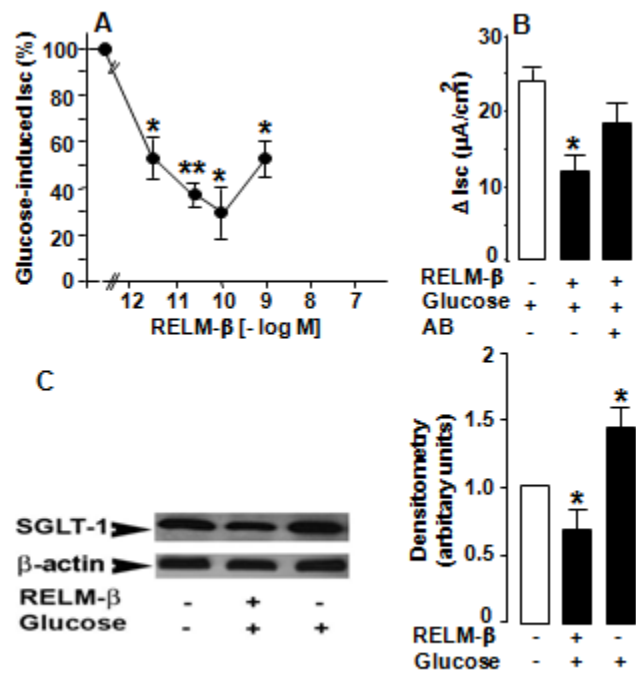 A
Glucose-induced Isc (%)
100
80
60
40
20
0
*
**
*
*
12 11 10 9 8 7
RELM-β [- log M]
B
Δ Isc (µA/cm²)
30
20
10
0
*
RELM-β - + +
Glucose + + +
AB - - +
C
SGLT-1
β-actin
RELM-β - + -
Glucose - + +
Densitometry
(arbitary units)
2
1.5
1.0
0.5
0
*
*
RELM-β - + -
Glucose - + +